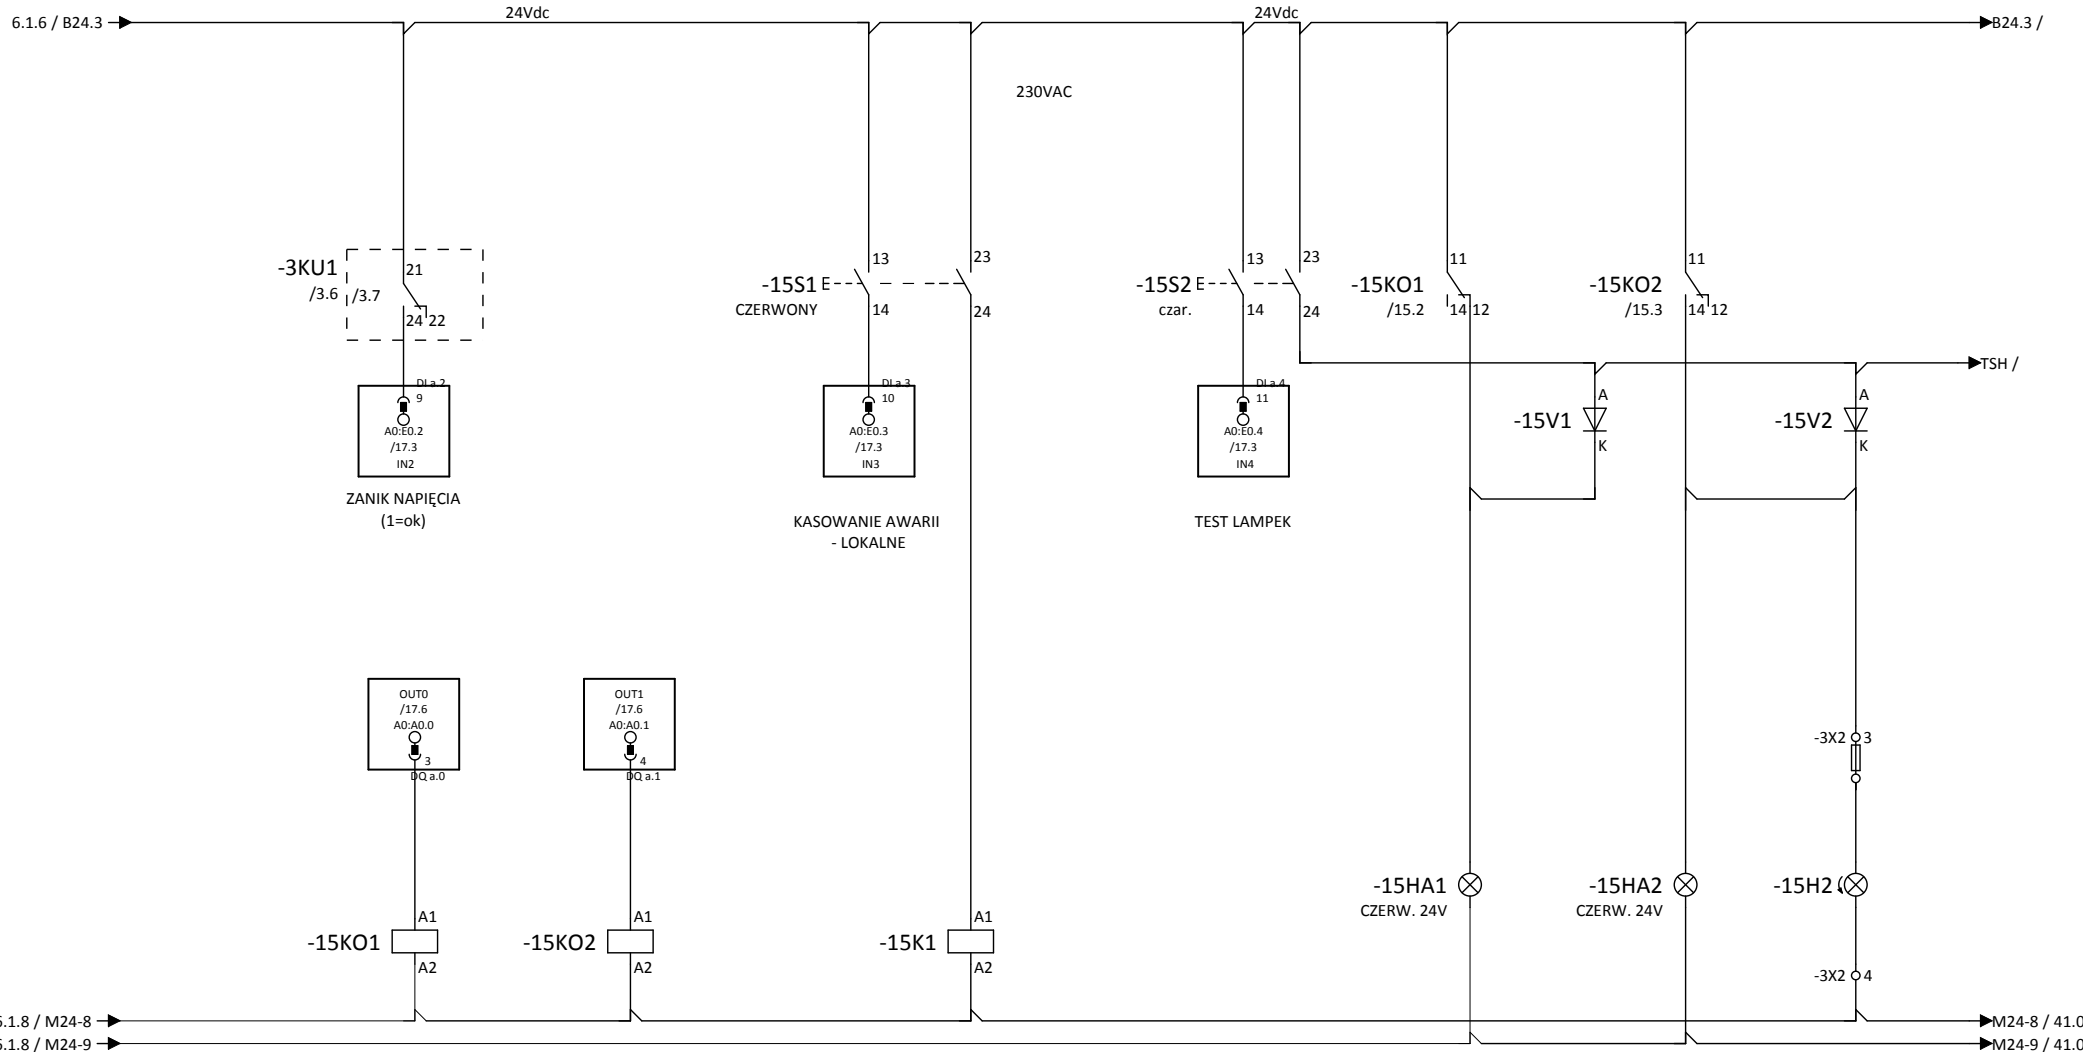 24Vdc
24Vdc
6.1.6 / B24.3
B24.3 /
230VAC
-3KU1
/3.6
/3.7
21
24
22
-15S1
E
CZERWONY
13
14
23
24
-15S2
E
czar.
13
14
23
24
-15KO1
/15.2
11
14
12
-15KO2
/15.3
11
14
12
TSH /
DI a.2
9
A0:E0.2
/17.3
IN2
ZANIK NAPIĘCIA
(1=ok)
DI a.3
10
A0:E0.3
/17.3
IN3
KASOWANIE AWARII
- LOKALNE
DI a.4
11
A0:E0.4
/17.3
IN4
TEST LAMPEK
-15V1
A
K
-15V2
A
K
OUT0
/17.6
A0:A0.0
3
DQ a.0
OUT1
/17.6
A0:A0.1
4
DQ a.1
-3X2
3
-15KO1
A1
A2
-15KO2
A1
A2
-15K1
A1
A2
-15HA1
CZERW. 24V
-15HA2
CZERW. 24V
-15H2
-3X2
4
6.1.8 / M24-8
M24-8 / 41.0
6.1.8 / M24-9
M24-9 / 41.0